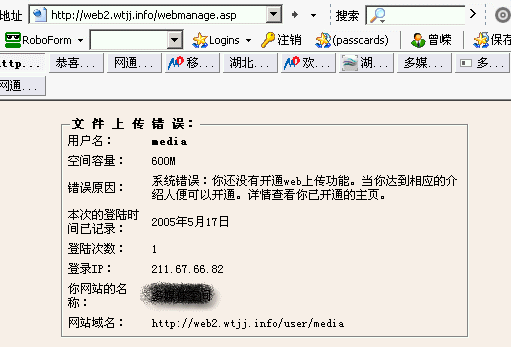 http://web2.wtjj.info/webmanage.asp 搜索
RoboForm Logins 注销 (passcards) 曾嵘 保存
http... 恭喜... 网通... 移... 湖北... 欢... 湖... 多媒... 多...
网通...
文件上传错误:
用户名: media
空间容量: 600M
错误原因: 系统错误:你还没有开通web上传功能。当你达到相应的介
绍人便可以开通。详情查看你已开通的主页。
本次的登陆时
间已记录: 2005年5月17日
登陆次数: 1
登录IP: 211.67.66.82
你网站的名
称:
网站域名: http://web2.wtjj.info/user/media